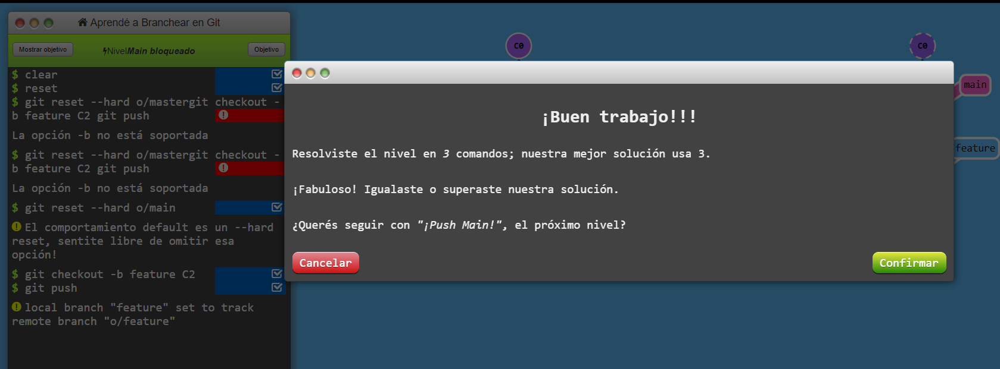 Aprendé a Branchear en Git
Mostrar objetivo
NivelMain bloqueado
Objetivo
$ clear
$ reset
$ git reset --hard o/mastergit checkout -
b feature C2 git push
La opción -b no está soportada
$ git reset --hard o/mastergit checkout -
b feature C2 git push
La opción -b no está soportada
$ git reset --hard o/main
El comportamiento default es un --hard
reset, sentite libre de omitir esa
opción!
$ git checkout -b feature C2
$ git push
local branch "feature" set to track
remote branch "o/feature"
C0
C0
main
feature
¡Buen trabajo!!!
Resolviste el nivel en 3 comandos; nuestra mejor solución usa 3.
¡Fabuloso! Igualaste o superaste nuestra solución.
¿Querés seguir con "¡Push Main!", el próximo nivel?
Cancelar
Confirmar